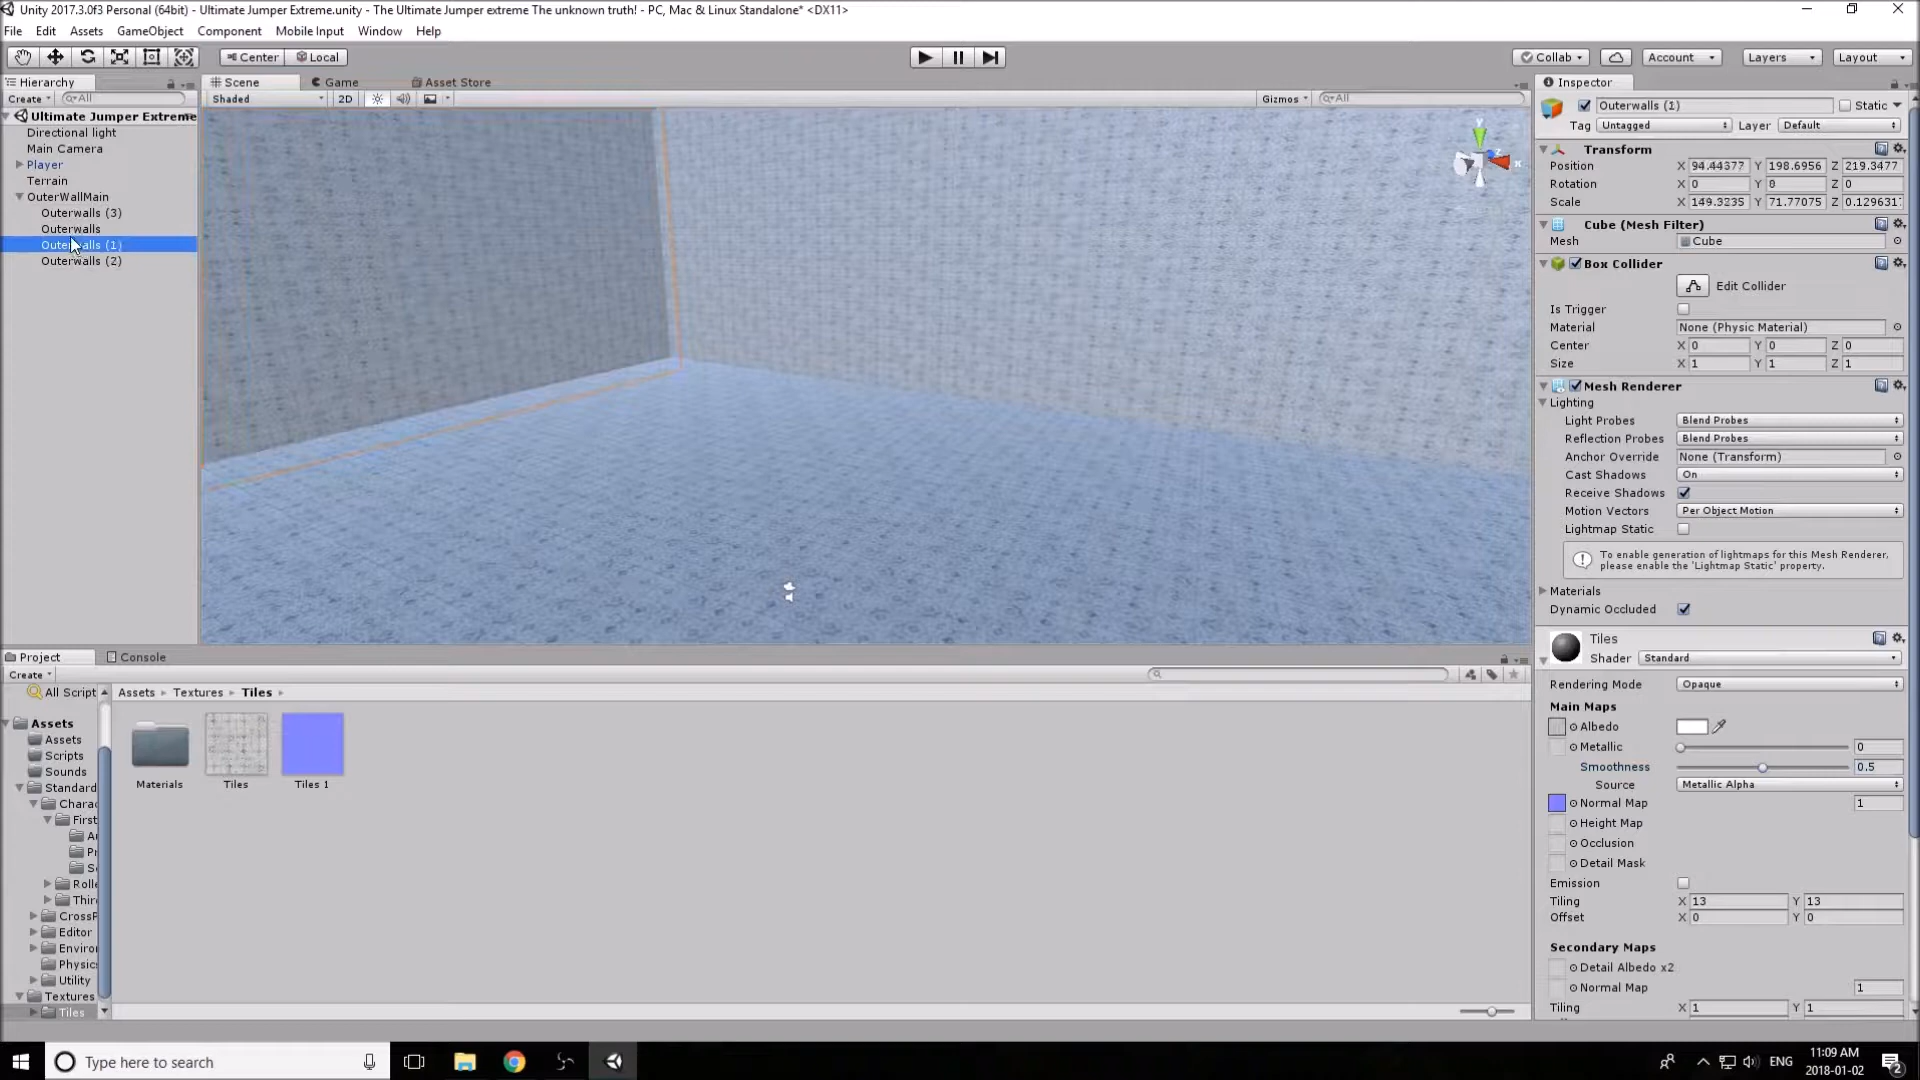 Unity 2017.3.0f3 Personal (64bit) - Ultimate Jumper Extreme.unity - The Ultimate Jumper extreme The unknown truth! - PC, Mac & Linux Standalone* <DX11>
File Edit Assets GameObject Component Mobile Input Window Help
Center Local Collab Account Layers Layout
Hierarchy
Create All
Ultimate Jumper Extreme
Directional light
Main Camera
Player
Terrain
OuterWallMain
Outerwalls (3)
Outerwalls
Outerwalls (1)
Outerwalls (2)
Scene Game Asset Store
Shaded 2D Gizmos All
Inspector
Outerwalls (1) Static
Tag Untagged Layer Default
Transform
Position X 94.44377 Y 198.6956 Z 219.3477
Rotation X 0 Y 0 Z 0
Scale X 149.3235 Y 71.77075 Z 0.129631
Cube (Mesh Filter)
Mesh Cube
Box Collider
Edit Collider
Is Trigger
Material None (Physic Material)
Center X 0 Y 0 Z 0
Size X 1 Y 1 Z 1
Mesh Renderer
Lighting
Light Probes Blend Probes
Reflection Probes Blend Probes
Anchor Override None (Transform)
Cast Shadows On
Receive Shadows
Motion Vectors Per Object Motion
Lightmap Static
To enable generation of lightmaps for this Mesh Renderer, please enable the 'Lightmap Static' property.
Materials
Dynamic Occluded
Tiles
Shader Standard
Rendering Mode Opaque
Main Maps
Albedo
Metallic 0
Smoothness 0.5
Source Metallic Alpha
Normal Map 1
Height Map
Occlusion
Detail Mask
Emission
Tiling X 13 Y 13
Offset X 0 Y 0
Secondary Maps
Detail Albedo x2
Normal Map 1
Tiling X 1 Y 1
Project Console
Create
All Script
Assets
Assets
Scripts
Sounds
Standard
Charac
First
Rolle
Thir
CrossP
Editor
Enviro
Physic
Utility
Textures
Tiles
Assets Textures Tiles
Materials Tiles Tiles 1
Type here to search
ENG
11:09 AM
2018-01-02
2